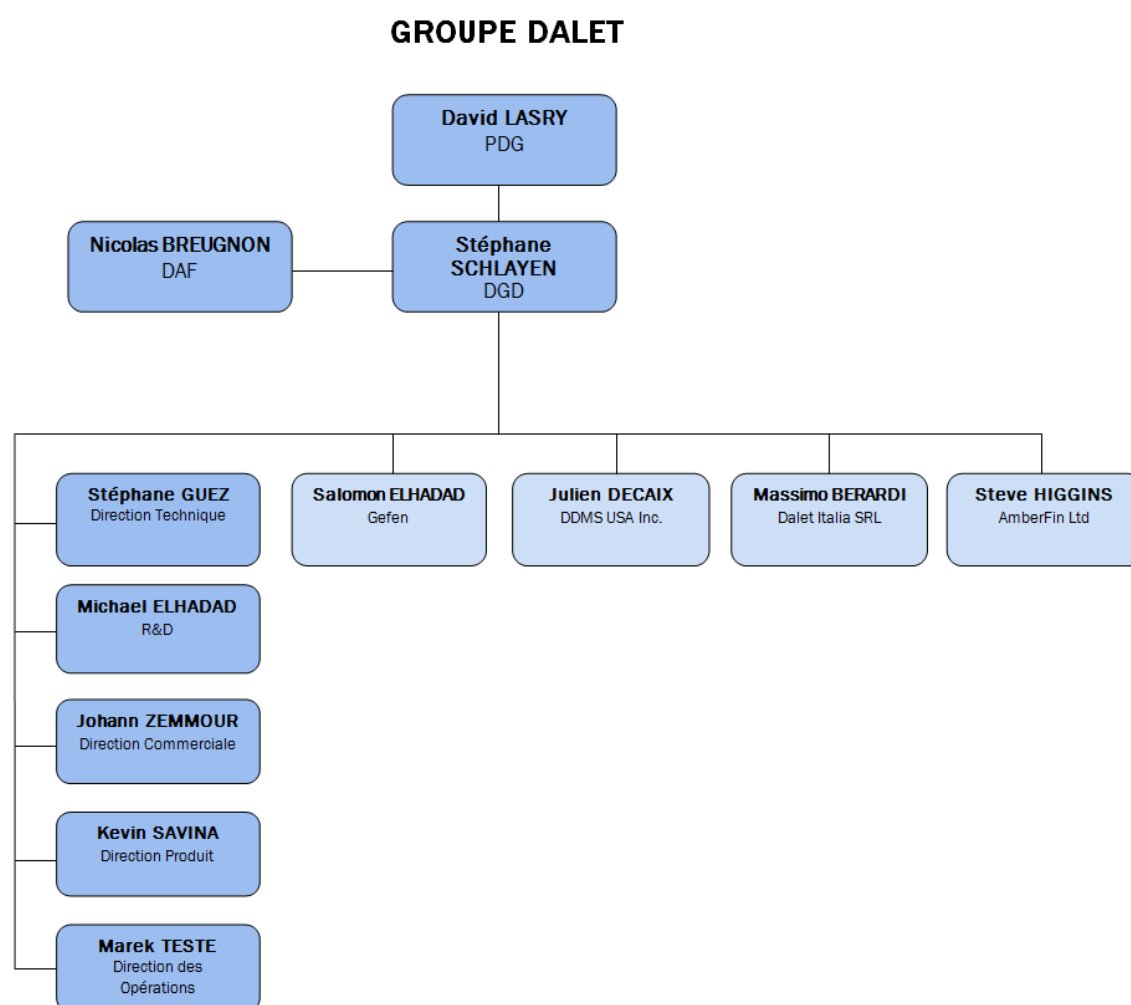 GROUPE DALET
David LASRY
PDG
Nicolas BREUGNON
DAF
Stéphane
SCHLAYEN
DGD
Stéphane GUEZ
Direction Technique
Salomon ELHADAD
Gefen
Julien DECAIX
DDMS USA Inc.
Massimo BERARDI
Dalet Italia SRL
Steve HIGGINS
AmberFin Ltd
Michael ELHADAD
R&D
Johann ZEMMOUR
Direction Commerciale
Kevin SAVINA
Direction Produit
Marek TESTE
Direction des
Opérations